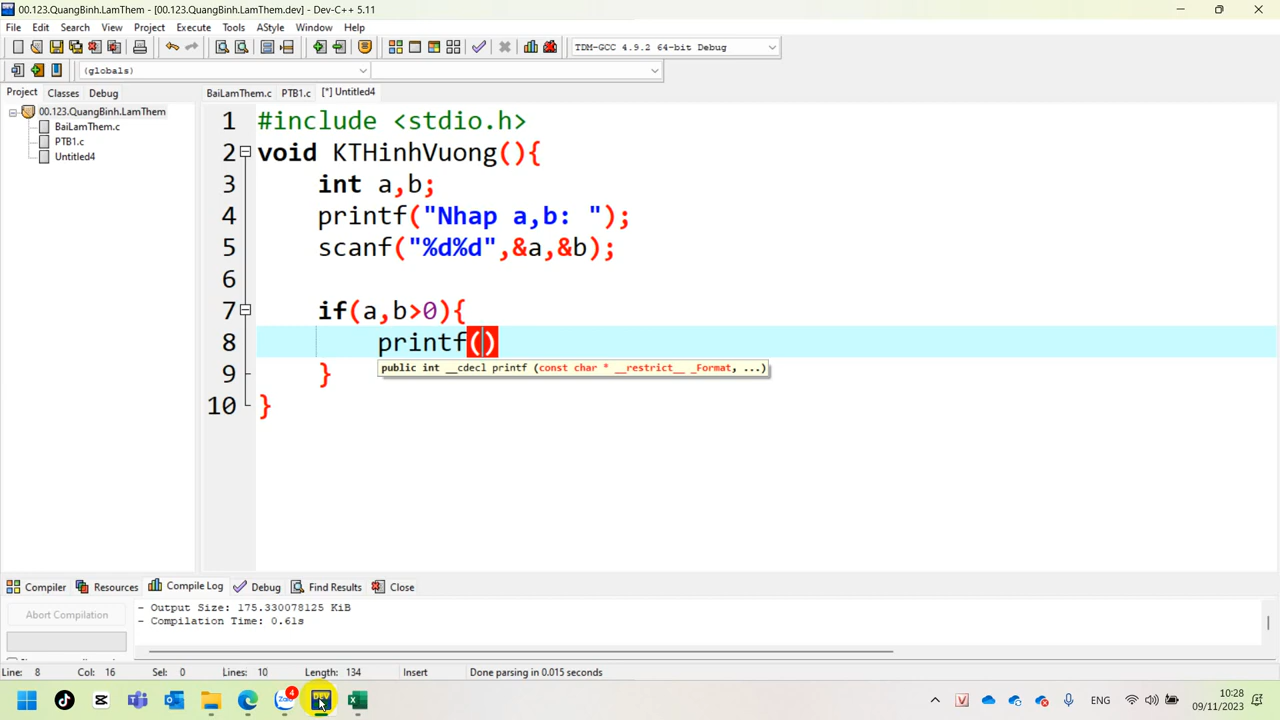 00.123.QuangBinh.LamThem - [00.123.QuangBinh.LamThem.dev] - Dev-C++ 5.11
File Edit Search View Project Execute Tools AStyle Window Help
TDM-GCC 4.9.2 64-bit Debug
(globals)
Project Classes Debug
BaiLamThem.c PTB1.c [*] Untitled4
00.123.QuangBinh.LamThem
BaiLamThem.c
PTB1.c
Untitled4
1 #include <stdio.h>
2 void KTHinhVuong(){
3 int a,b;
4 printf("Nhap a,b: ");
5 scanf("%d%d",&a,&b);
6
7 if(a,b>0){
8 printf()
public int __cdecl printf (const char * __restrict__ _Format, ...)
9 }
10 }
Compiler Resources Compile Log Debug Find Results Close
Abort Compilation
- Output Size: 175.330078125 KiB
- Compilation Time: 0.61s
Line: 8 Col: 16 Sel: 0 Lines: 10 Length: 134 Insert Done parsing in 0.015 seconds
4
DEV
ENG
10:28
09/11/2023